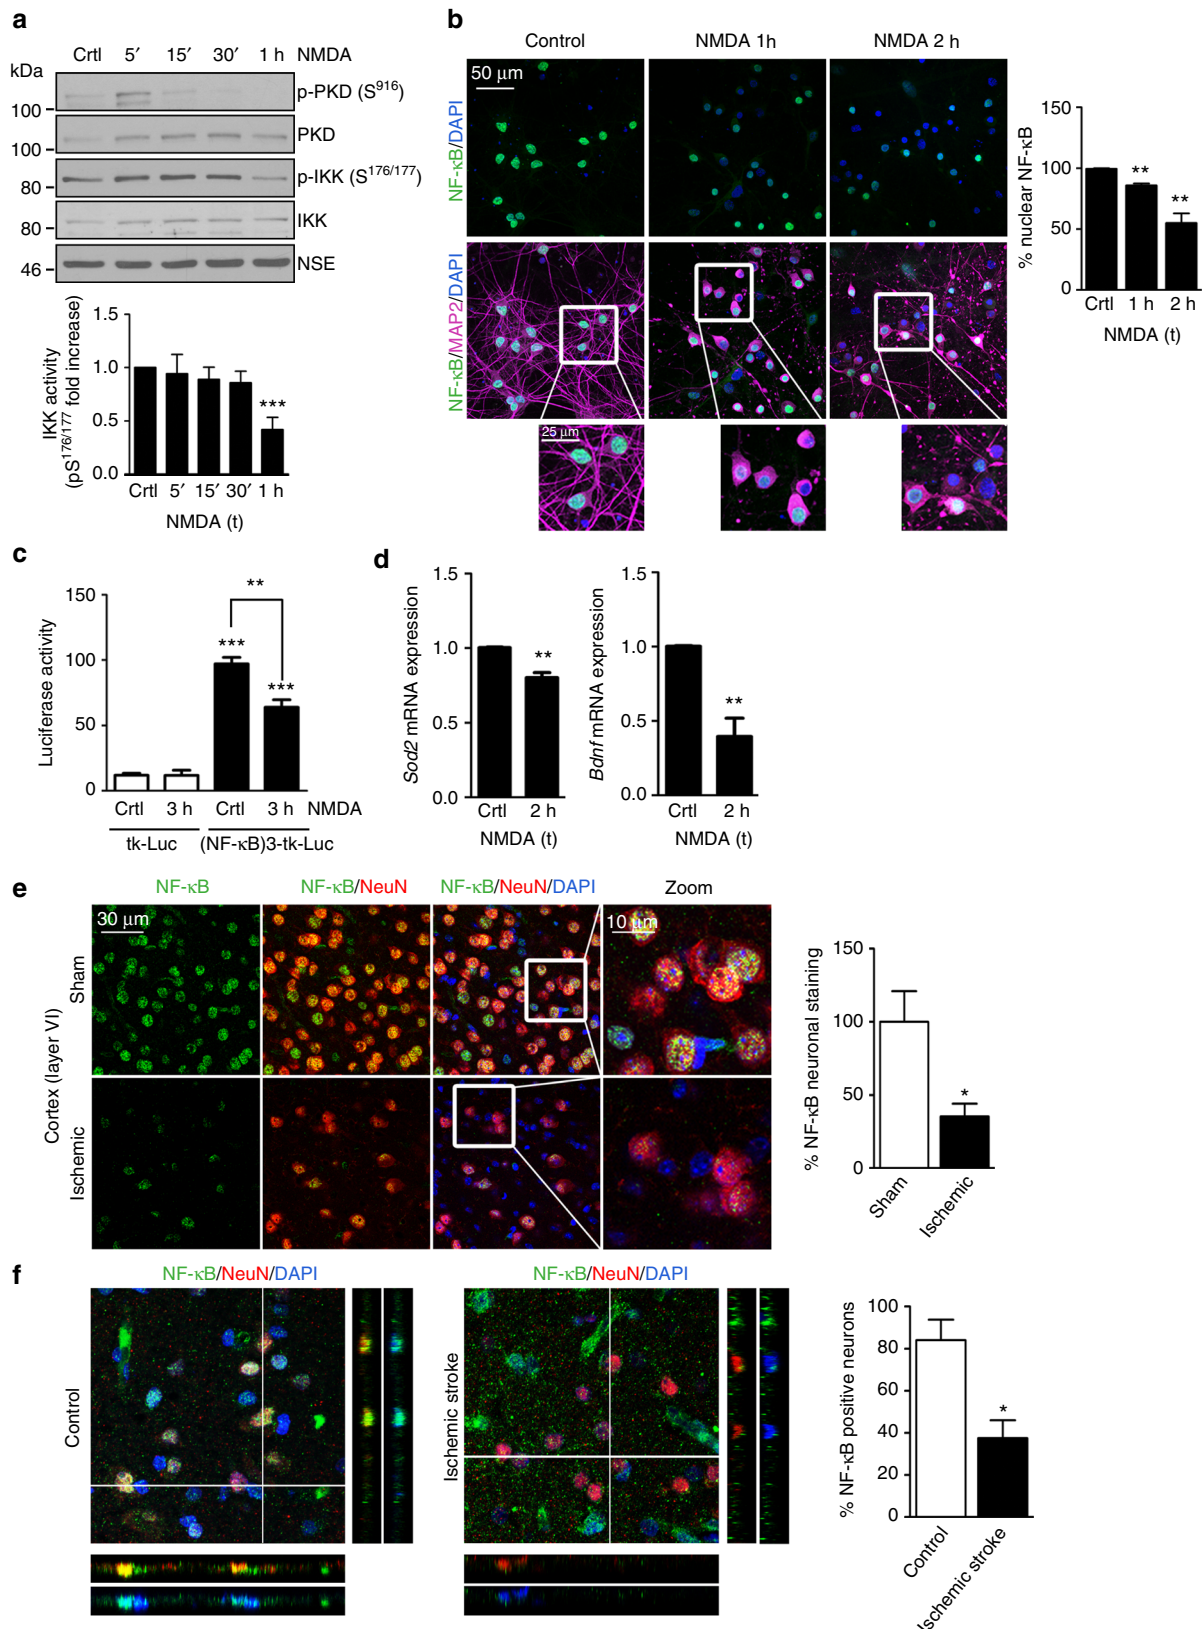 a
Crtl 5′ 15′ 30′ 1 h NMDA
kDa
100
p-PKD (S916)
100
PKD
80
p-IKK (S176/177)
80
IKK
46
NSE
IKK activity
(pS176/177 fold increase)
1.5
1.0
0.5
0.0
***
Crtl 5′ 15′ 30′ 1 h
NMDA (t)
b
Control NMDA 1h NMDA 2 h
50 μm
NF-κB/DAPI
NF-κB/MAP2/DAPI
25 μm
% nuclear NF-κB
150
100
50
0
**
**
Crtl 1 h 2 h
NMDA (t)
c
Luciferase activity
150
100
50
0
**
***
***
Crtl 3 h Crtl 3 h NMDA
tk-Luc (NF-κB)3-tk-Luc
d
Sod2 mRNA expression
1.5
1.0
0.5
0.0
**
Crtl 2 h
NMDA (t)
Bdnf mRNA expression
1.5
1.0
0.5
0.0
**
Crtl 2 h
NMDA (t)
e
NF-κB NF-κB/NeuN NF-κB/NeuN/DAPI Zoom
30 μm
10 μm
Cortex (layer VI)
Sham
Ischemic
% NF-κB neuronal staining
150
100
50
0
*
Sham
Ischemic
f
NF-κB/NeuN/DAPI
Control
NF-κB/NeuN/DAPI
Ischemic stroke
% NF-κB positive neurons
100
80
60
40
20
0
*
Control
Ischemic stroke